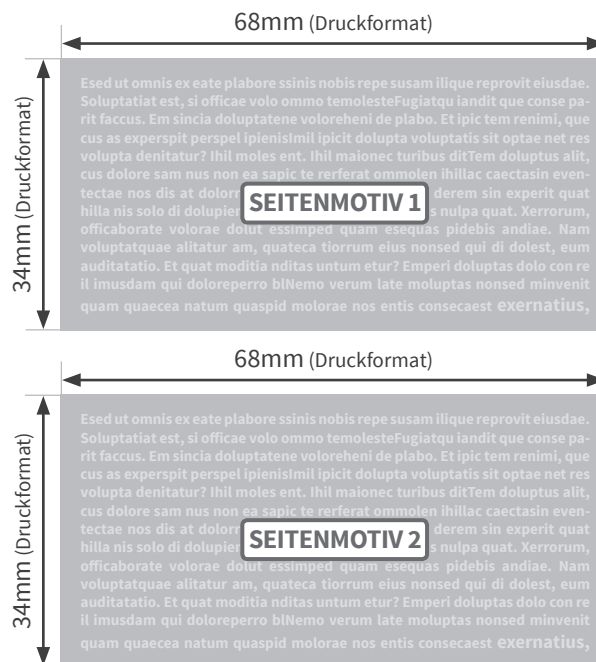 68mm (Druckformat)
34mm (Druckformat)
Esed ut omnis ex eate plabore ssinis nobis repe susam ilique reprovit eiusdae.
Soluptatiat est, si officae volo ommo temolesteFugiatqu iandit que conse pa-
rit faccus. Em sincia doluptatene voloreheni de plabo. Et ipic tem renimi, que
cus as experspit perspel ipienisImil ipicit dolupta voluptatis sit optae net res
volupta denitatur? Ihil moles ent. Ihil maionec turibus ditTem doluptus alit,
cus dolore sam nus non ea sapic te rerferat ommolen ihillac caectasin even-
tectae nos dis at dolorr derem sin experit quat
hilla nis solo di dolupien s nulpa quat. Xerrorum,
SEITENMOTIV 1
officaborate volorae dolut essimped quam esequas pidebis andiae. Nam
voluptatquae alitatur am, quateca tiorrum eius nonsed qui di dolest, eum
auditatatio. Et quat moditia nditas untum etur? Emperi doluptas dolo con re
il imusdam qui doloreperro blNemo verum late moluptas nonsed minvenit
quam quaecea natum quaspid molorae nos entis consecaest exernatius,
68mm (Druckformat)
34mm (Druckformat)
Esed ut omnis ex eate plabore ssinis nobis repe susam ilique reprovit eiusdae.
Soluptatiat est, si officae volo ommo temolesteFugiatqu iandit que conse pa-
rit faccus. Em sincia doluptatene voloreheni de plabo. Et ipic tem renimi, que
cus as experspit perspel ipienisImil ipicit dolupta voluptatis sit optae net res
volupta denitatur? Ihil moles ent. Ihil maionec turibus ditTem doluptus alit,
cus dolore sam nus non ea sapic te rerferat ommolen ihillac caectasin even-
tectae nos dis at dolorr derem sin experit quat
hilla nis solo di dolupien s nulpa quat. Xerrorum,
SEITENMOTIV 2
officaborate volorae dolut essimped quam esequas pidebis andiae. Nam
voluptatquae alitatur am, quateca tiorrum eius nonsed qui di dolest, eum
auditatatio. Et quat moditia nditas untum etur? Emperi doluptas dolo con re
il imusdam qui doloreperro blNemo verum late moluptas nonsed minvenit
quam quaecea natum quaspid molorae nos entis consecaest exernatius,